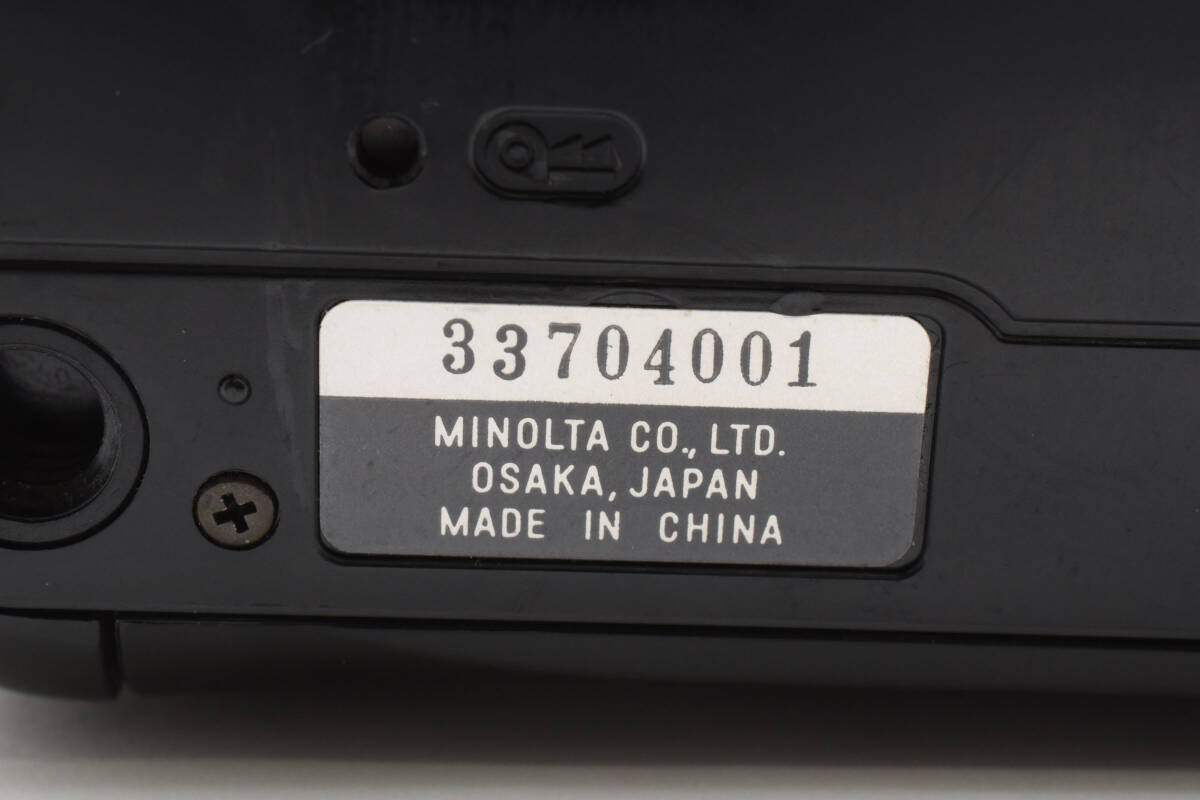 33704001
MINOLTA CO., LTD.
OSAKA, JAPAN
MADE IN CHINA